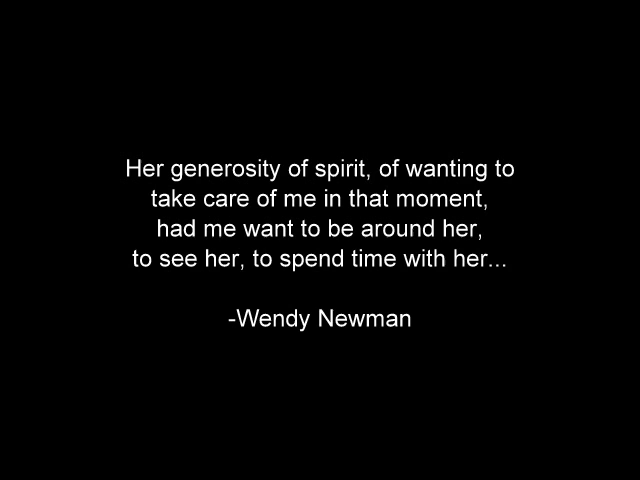 Her generosity of spirit, of wanting to
take care of me in that moment,
had me want to be around her,
to see her, to spend time with her...
-Wendy Newman